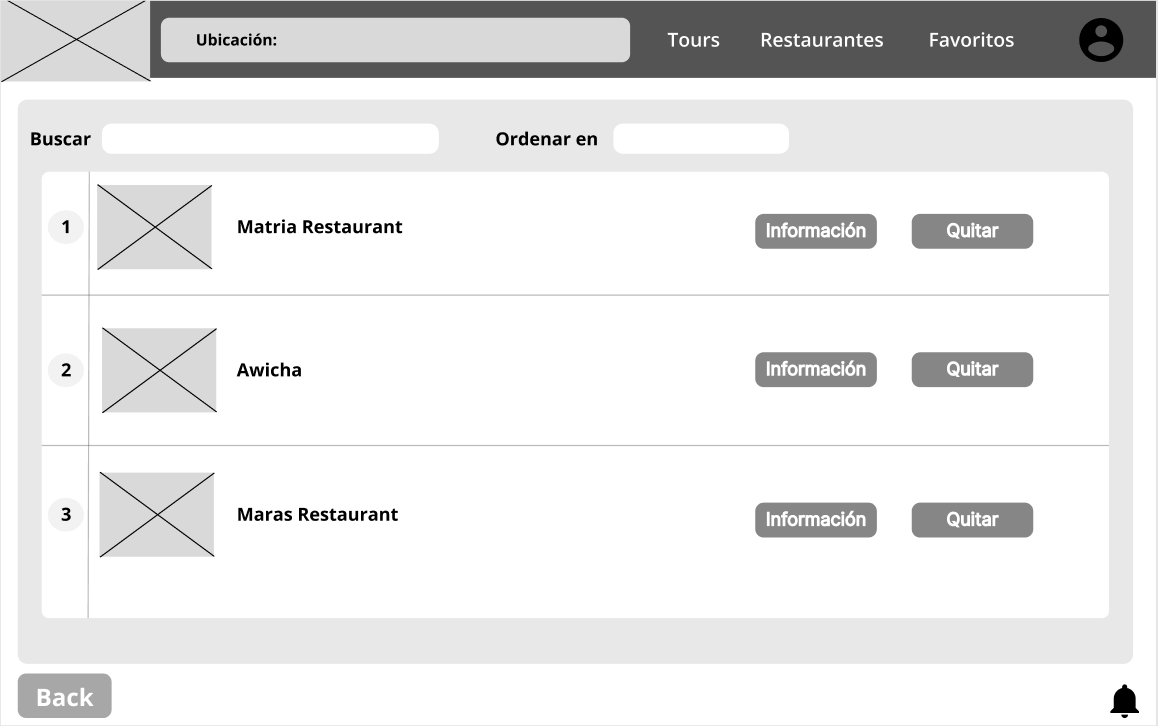 Ubicación:
Tours
Restaurantes
Favoritos
Buscar
Ordenar en
1
Matria Restaurant
Información
Quitar
2
Awicha
Información
Quitar
3
Maras Restaurant
Información
Quitar
Back